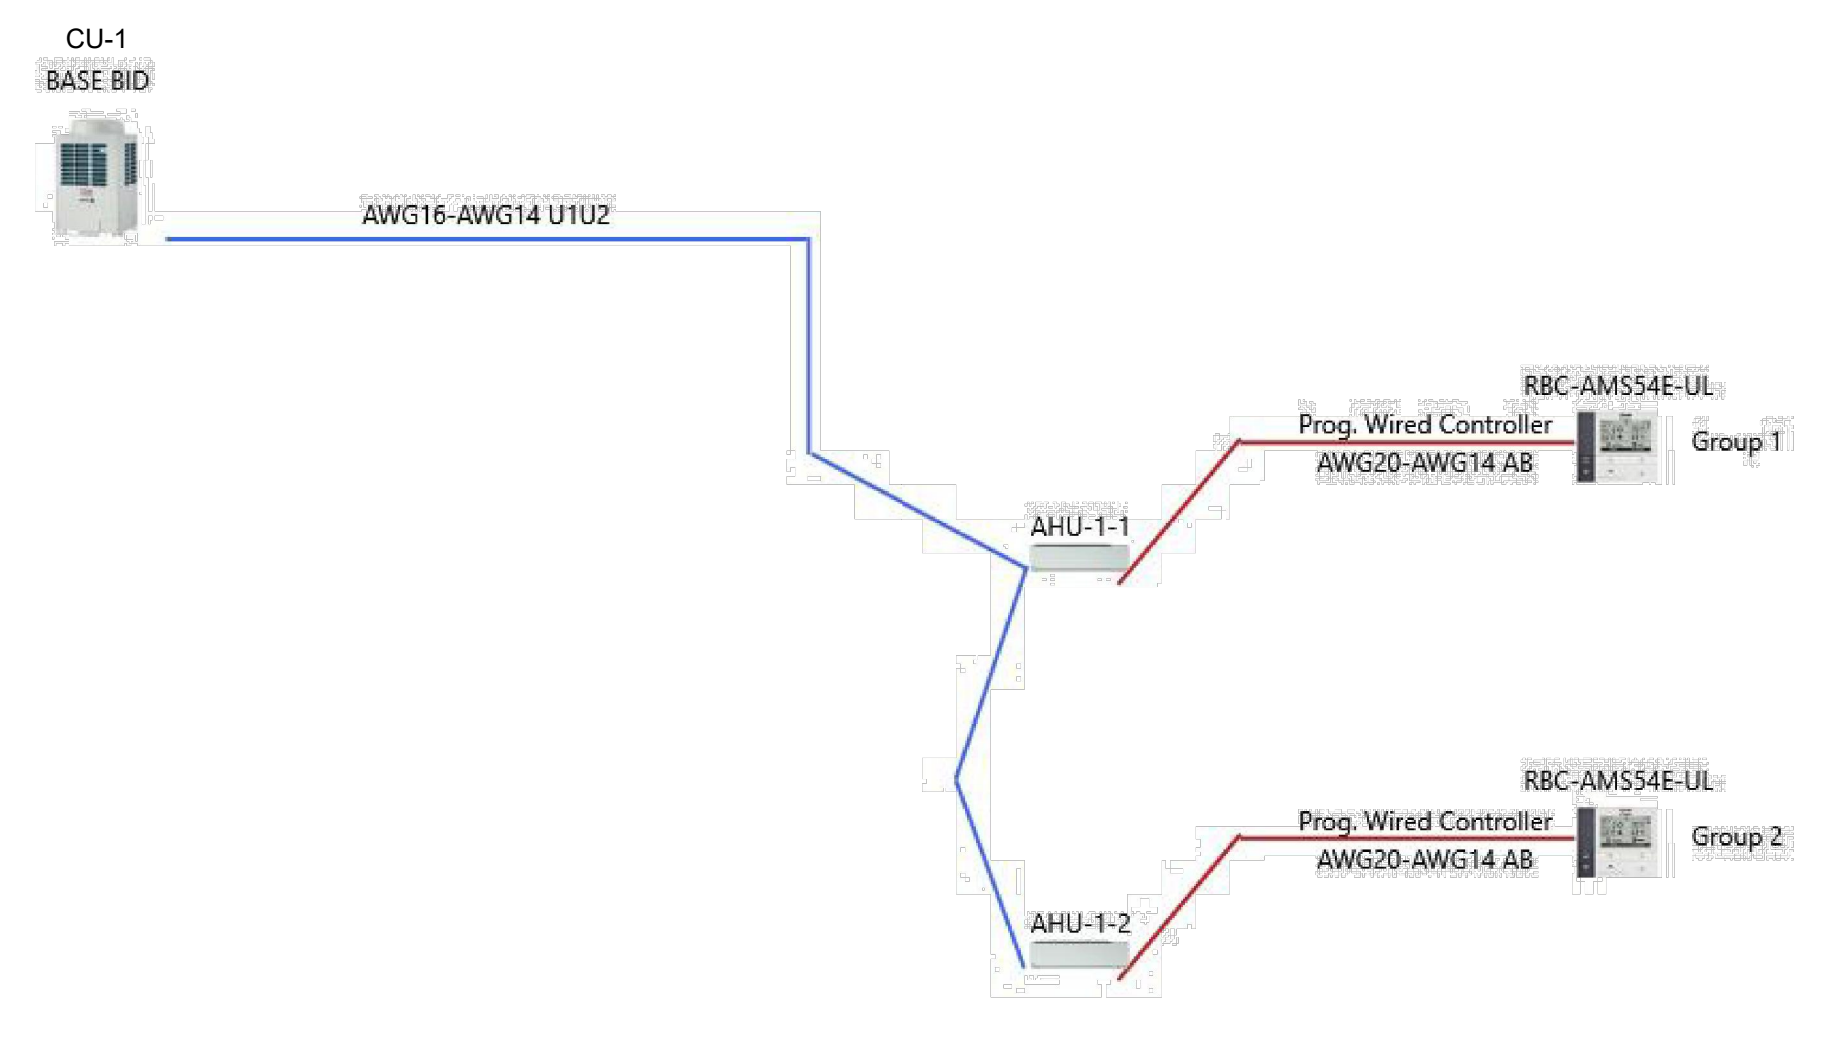 CU-1
BASE BID
AWG16-AWG14 U1U2
RBC-AMS54E-UL
Prog. Wired Controller
Group 1
AWG20-AWG14 AB
AHU-1-1
RBC-AMS54E-UL
Prog. Wired Controller
Group 2
AWG20-AWG14 AB
AHU-1-2